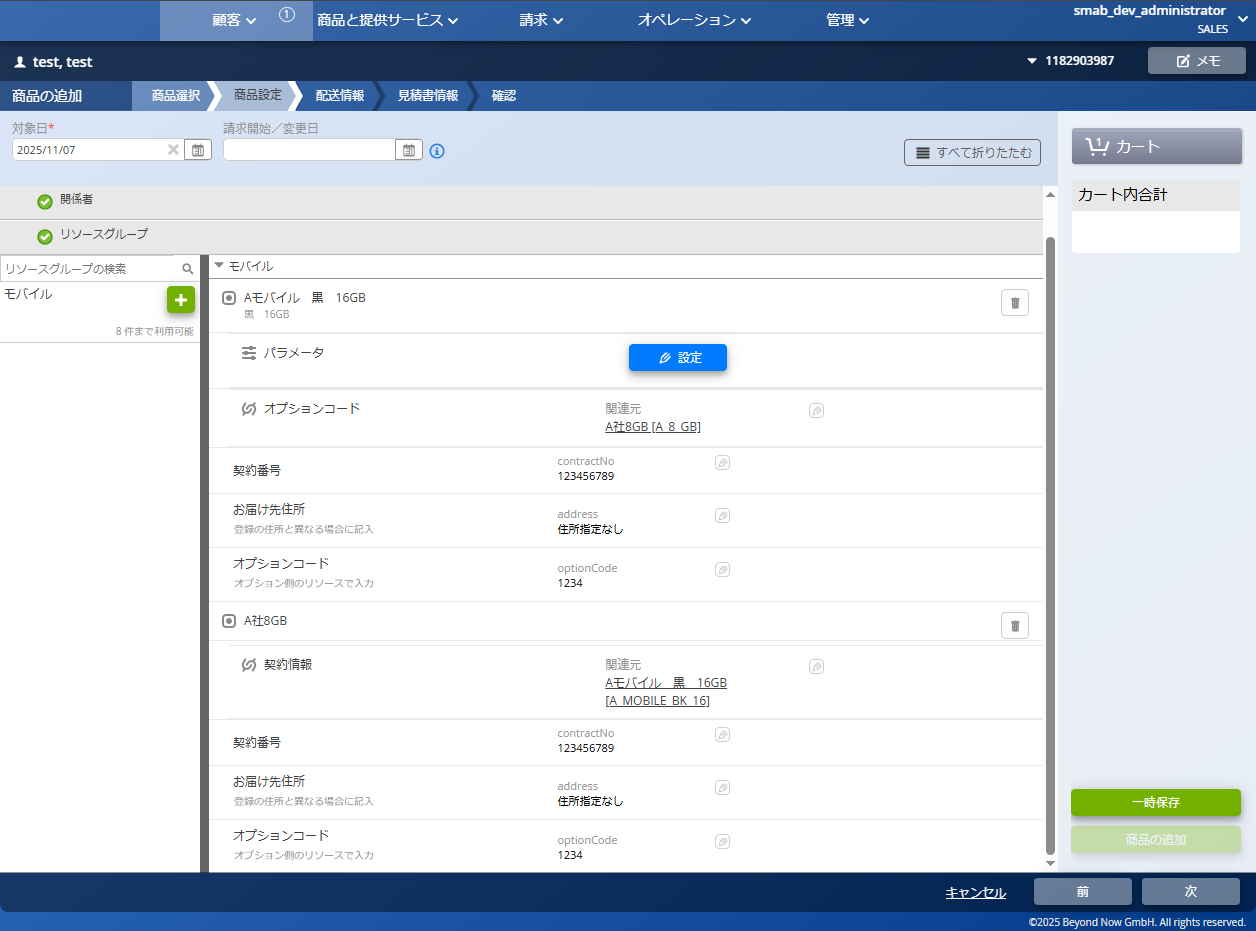 顧客
1
商品と提供サービス
請求
オペレーション
管理
smab_dev_administrator
SALES
test, test
1182903987
メモ
商品の追加
商品選択
商品設定
配送情報
見積書情報
確認
対象日*
請求開始／変更日
2025/11/07
すべて折りたたむ
1
カート
カート内合計
関係者
リソースグループ
リソースグループの検索
モバイル
8 件まで利用可能
モバイル
Aモバイル　黒　16GB
黒　16GB
パラメータ
設定
オプションコード
関連元
A社8GB [A_8_GB]
契約番号
contractNo
123456789
お届け先住所
登録の住所と異なる場合に記入
address
住所指定なし
オプションコード
オプション側のリソースで入力
optionCode
1234
A社8GB
契約情報
関連元
Aモバイル　黒　16GB
[A_MOBILE_BK_16]
契約番号
contractNo
123456789
お届け先住所
登録の住所と異なる場合に記入
address
住所指定なし
オプションコード
オプション側のリソースで入力
optionCode
1234
一時保存
商品の追加
キャンセル
前
次
©2025 Beyond Now GmbH. All rights reserved.